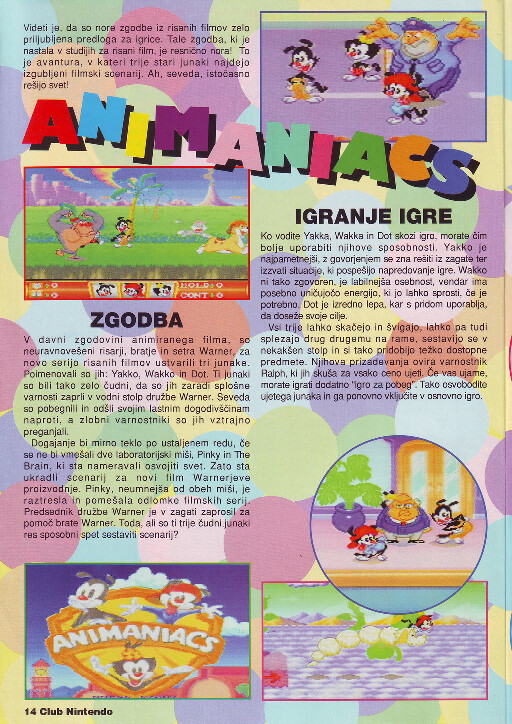 Videti je, da so nore zgodbe iz risanih filmov zelo
priljubljena predloga za igrice. Tale zgodba, ki je
nastala v studijih za risani film, je resnično nora! To
je avantura, v kateri trije stari junaki najdejo
izgubljeni filmski scenarij. Ah, seveda, istočasno
rešijo svet!
ANIMANIACS
HOLD:0
:0 CONT:0
ZGODBA
V davni zgodovini animiranega filma, so
neuravnovešeni risarji, bratje in setra Warner, za
novo serijo risanih filmov ustvarili tri junake.
Poimenovali so jih: Yakko, Wakko in Dot. Ti junaki
so bili tako zelo čudni, da so jih zaradi splošne
varnosti zaprli v vodni stolp družbe Warner. Seveda
so pobegnili in odšli svojim lastnim dogodivščinam
naproti, a zlobni varnostniki so jih vztrajno
preganjali.
Dogajanje bi mirno teklo po ustaljenem redu, če
se ne bi vmešali dve laboratorijski miši, Pinky in The
Brain, ki sta nameravali osvojiti svet. Zato sta
ukradli scenarij za novi film Warnerjeve
proizvodnje. Pinky, neumnejša od obeh miši, je
raztresla in pomešala odlomke filmskih serij.
Predsednik družbe Warner je v zagati zaprosil za
pomoč brate Warner. Toda, ali so ti trije čudni junaki
res sposobni spet sestaviti scenarij?
IGRANJE IGRE
Ko vodite Yakka, Wakka in Dot skozi igro, morate čim
bolje uporabiti njihove sposobnosti. Yakko je
najpametnejši, z govorjenjem se zna rešiti iz zagate ter
izzvati situacije, ki pospešijo napredovanje igre. Wakko
ni tako zgovoren, je labilnejša osebnost, vendar ima
posebno uničujočo energijo, ki jo lahko sprosti, če je
potrebno. Dot je izredno lepa, kar s pridom uporablja,
da doseže svoje cilje.
Vsi trije lahko skačejo in švigajo, lahko pa tudi
splezajo drug drugemu na rame, sestavijo se v
nekakšen stolp in si tako pridobijo težko dostopne
predmete. Njihova prizadevanja ovira varnostnik
Ralph, ki jih skuša za vsako ceno ujeti. Če vas ujame,
morate igrati dodatno "igro za pobeg". Tako osvobodite
ujetega junaka in ga ponovno vključite v osnovno igro.
ANIMANIACS
14 Club Nintendo